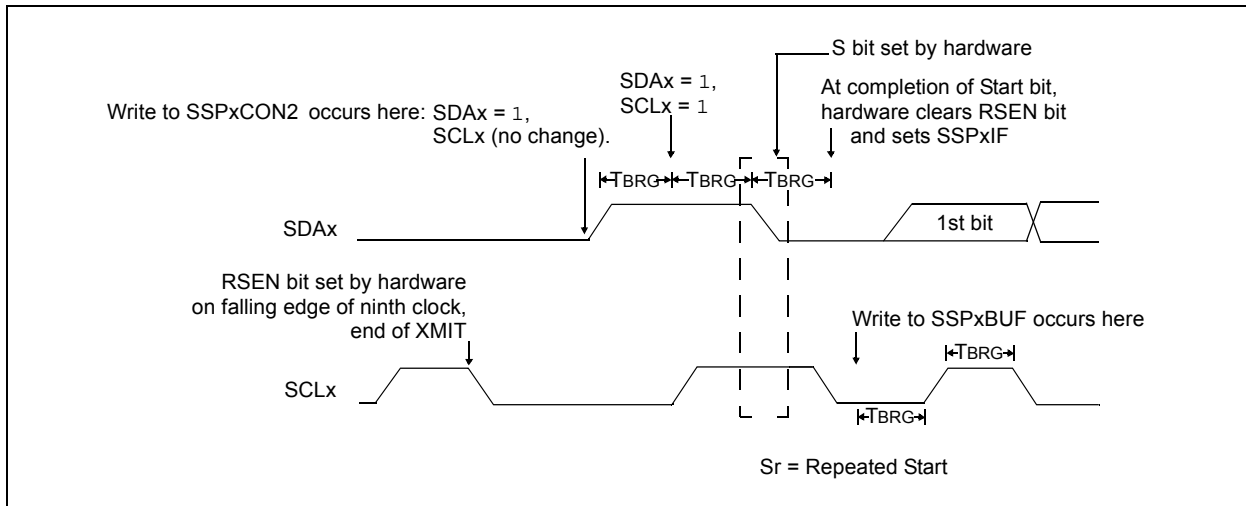 S bit set by hardware
SDAx = 1,
SCLx = 1
At completion of Start bit,
hardware clears RSEN bit
and sets SSPxIF
Write to SSPxCON2 occurs here: SDAx = 1,
SCLx (no change).
TBRG TBRG TBRG
SDAx
1st bit
RSEN bit set by hardware
on falling edge of ninth clock,
end of XMIT
Write to SSPxBUF occurs here
TBRG
SCLx
TBRG
Sr = Repeated Start